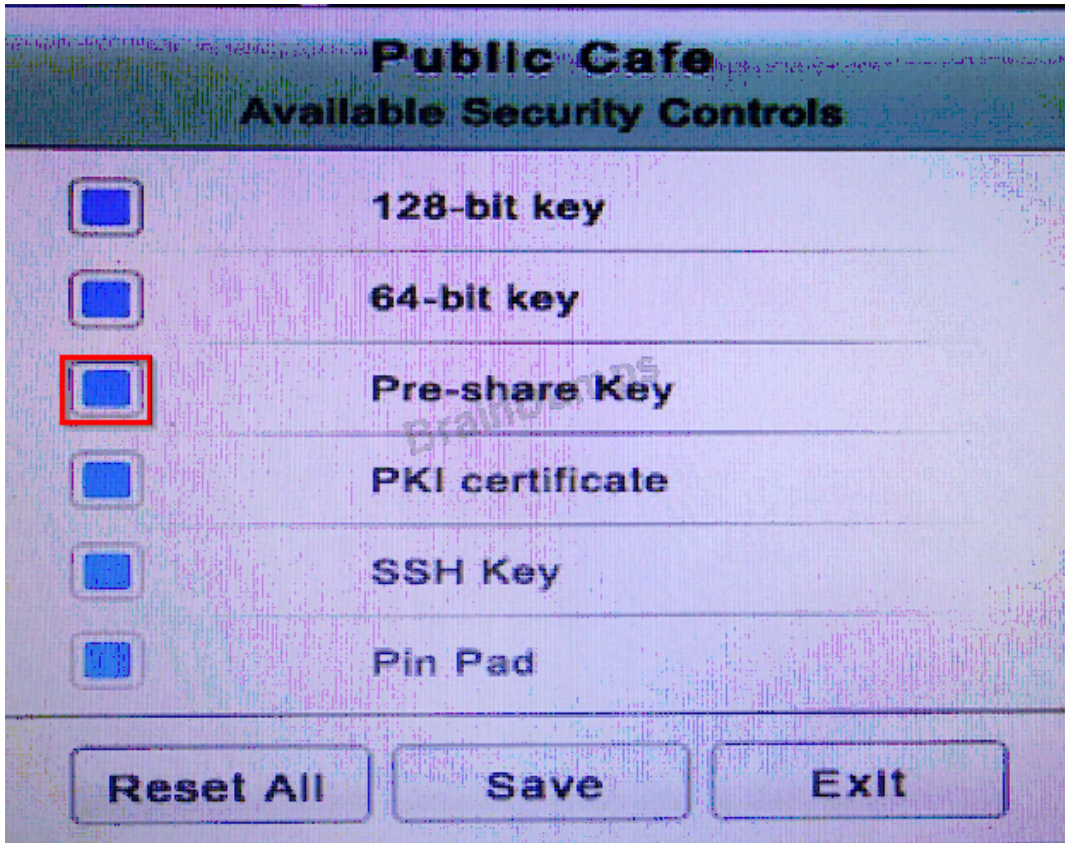 Public Cafe
Available Security Controls
128-bit key
64-bit key
Pre-share Key
BrainDumps
PKI certificate
SSH Key
Pin Pad
Reset All
Save
Exit